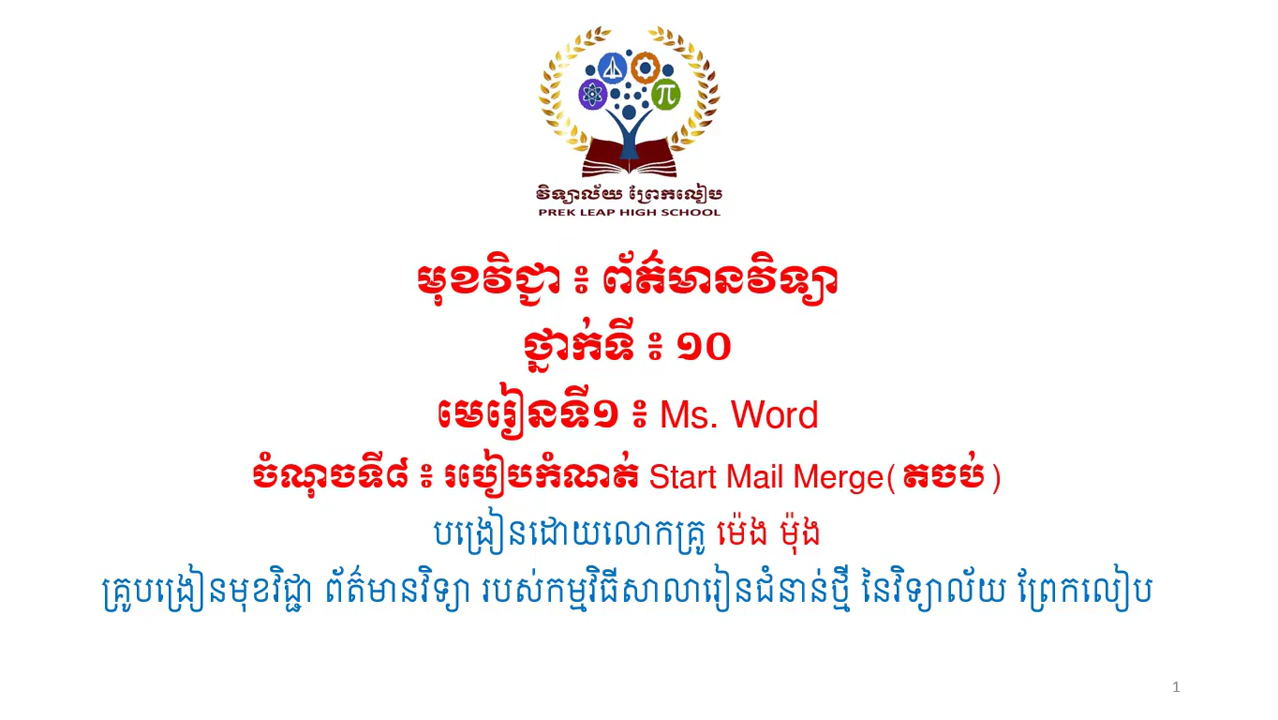 π
វិទ្យាល័យ ព្រែកលៀប
PREK LEAP HIGH SCHOOL
មុខវិជ្ជា ៖ ព័ត៌មានវិទ្យា
ថ្នាក់ទី ៖ ១០
មេរៀនទី១ ៖ Ms. Word
ចំណុចទី៨ ៖ របៀបកំណត់ Start Mail Merge(តចប់)
បង្រៀនដោយលោកគ្រូ ម៉េង ម៉ុង
គ្រូបង្រៀនមុខវិជ្ជា ព័ត៌មានវិទ្យា របស់កម្មវិធីសាលារៀនជំនាន់ថ្មី នៃវិទ្យាល័យ ព្រែកលៀប
1